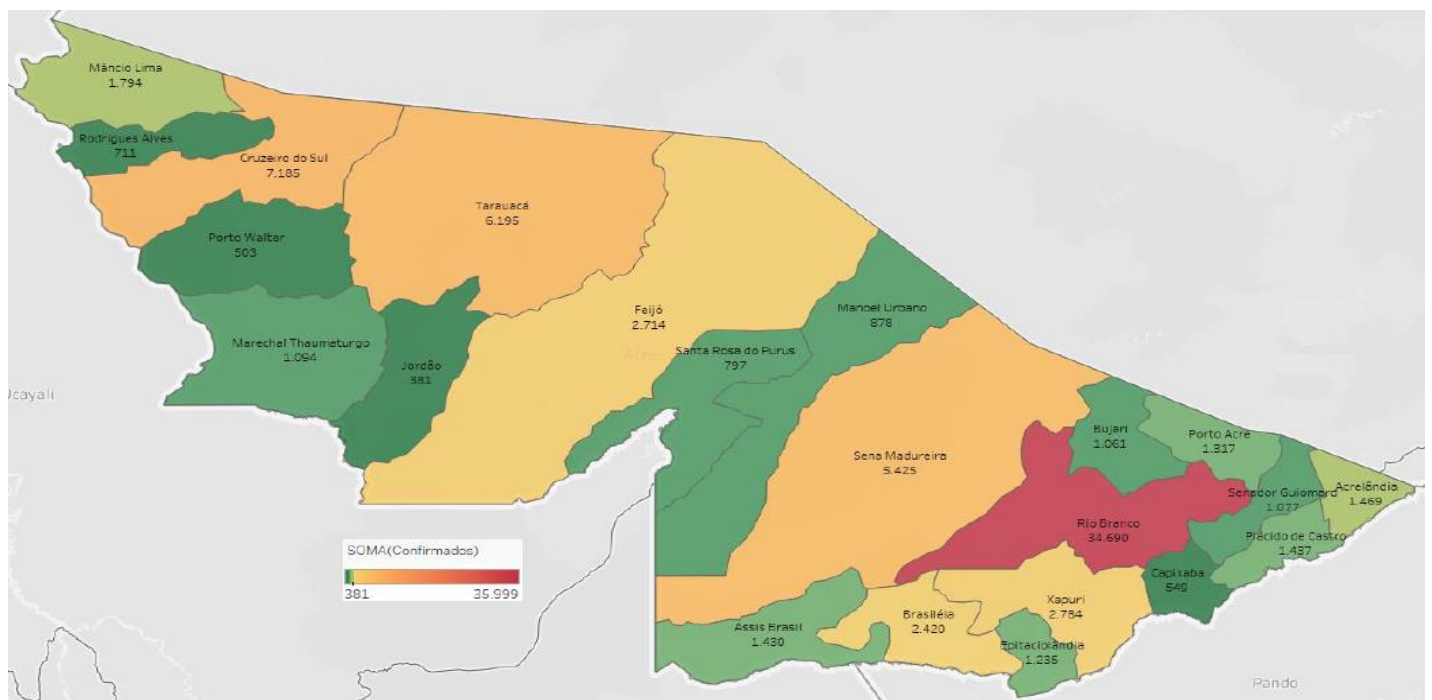 Mâncio Lima
1.794
Rodrigues Alves
711
Cruzeiro do Sul
7.185
Tarauacá
6.195
Porto Walter
503
Feijó
2.714
Manoel Urbano
878
Marechal Thaumaturgo
1.094
Santa Rosa do Purus
797
Jordão
381
Acre
Ucayali
Bujari
1.061
Porto Acre
1.317
Sena Madureira
5.425
Senador Guiomard
1.077
Acrelândia
1.469
Rio Branco
34.690
Plácido de Castro
1.437
SOMA(Confirmados)
381
35.999
Capixaba
549
Xapuri
2.784
Brasiléia
2.420
Assis Brasil
1.430
Epitaciolândia
1.235
Pando